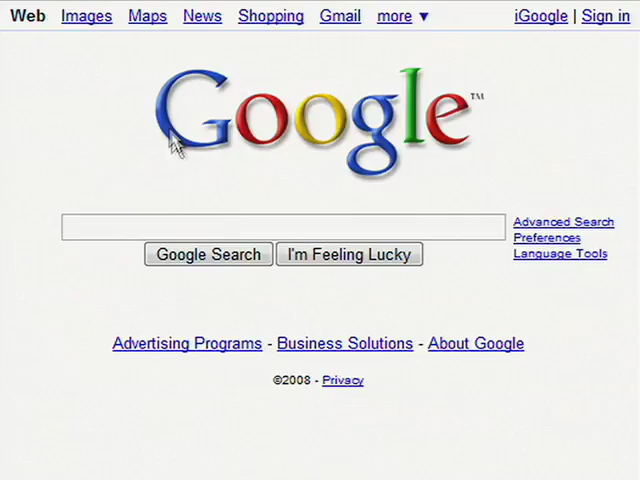 Web Images Maps News Shopping Gmail more ▼ iGoogle | Sign in
Google™
Advanced Search
Preferences
Google Search I'm Feeling Lucky Language Tools
Advertising Programs - Business Solutions - About Google
©2008 - Privacy